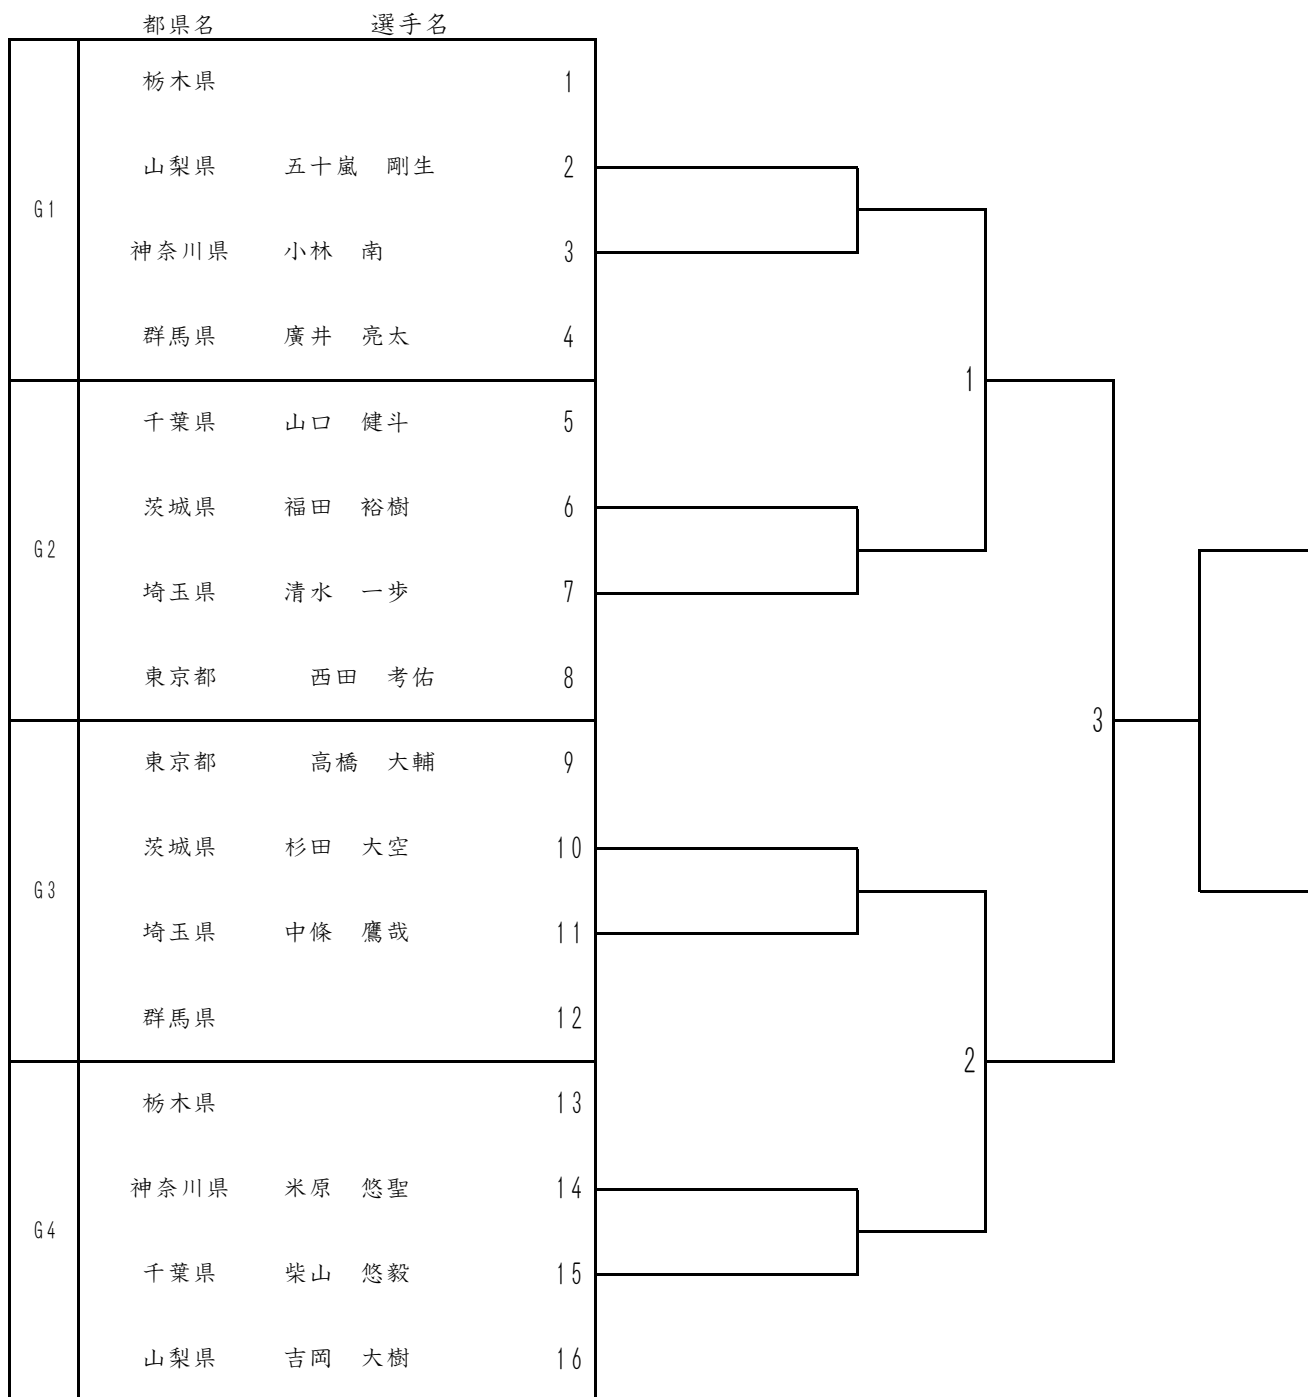 都県名 選手名
栃木県 1
山梨県 五十嵐 剛生 2
G1
神奈川県 小林 南 3
群馬県 廣井 亮太 4
1
千葉県 山口 健斗 5
茨城県 福田 裕樹 6
G2
埼玉県 清水 一歩 7
東京都 西田 考佑 8
3
東京都 高橋 大輔 9
茨城県 杉田 大空 10
G3
埼玉県 中條 鷹哉 11
群馬県 12
2
栃木県 13
神奈川県 米原 悠聖 14
G4
千葉県 柴山 悠毅 15
山梨県 吉岡 大樹 16